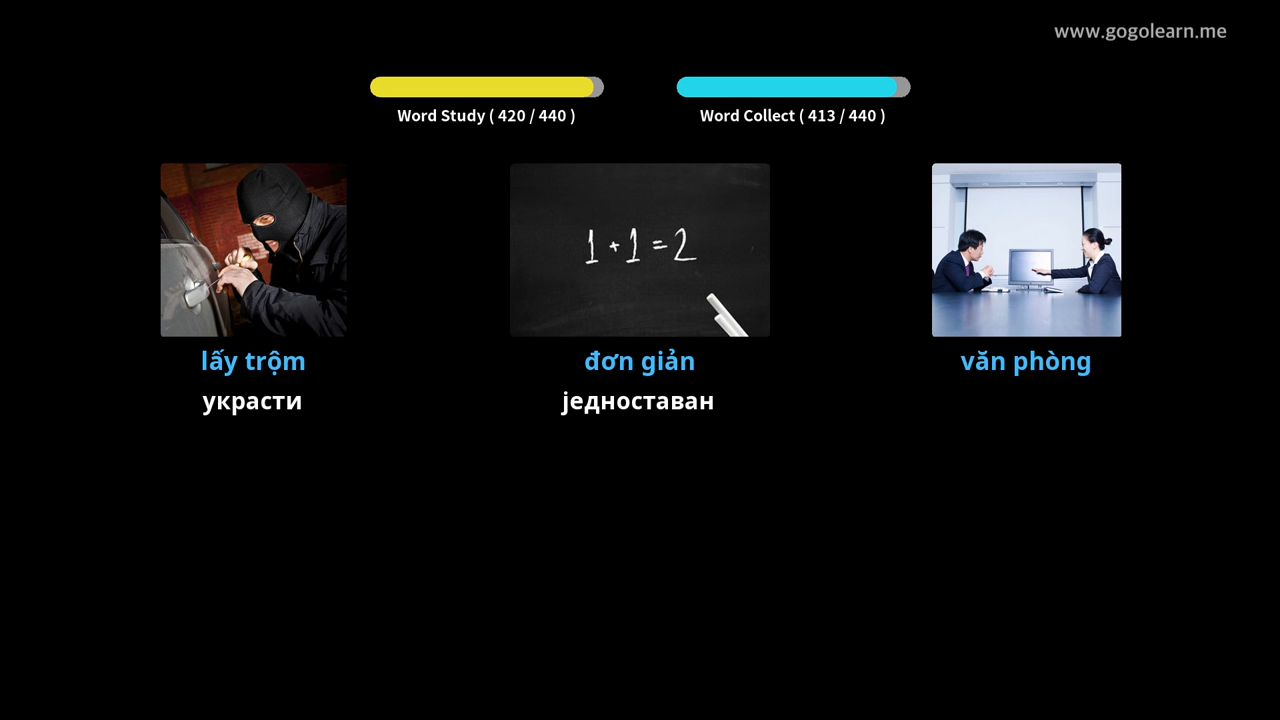 www.gogolearn.me
Word Study ( 420 / 440 )
Word Collect ( 413 / 440 )
1 + 1 = 2
lấy trộm
đơn giản
văn phòng
украсти
једноставан